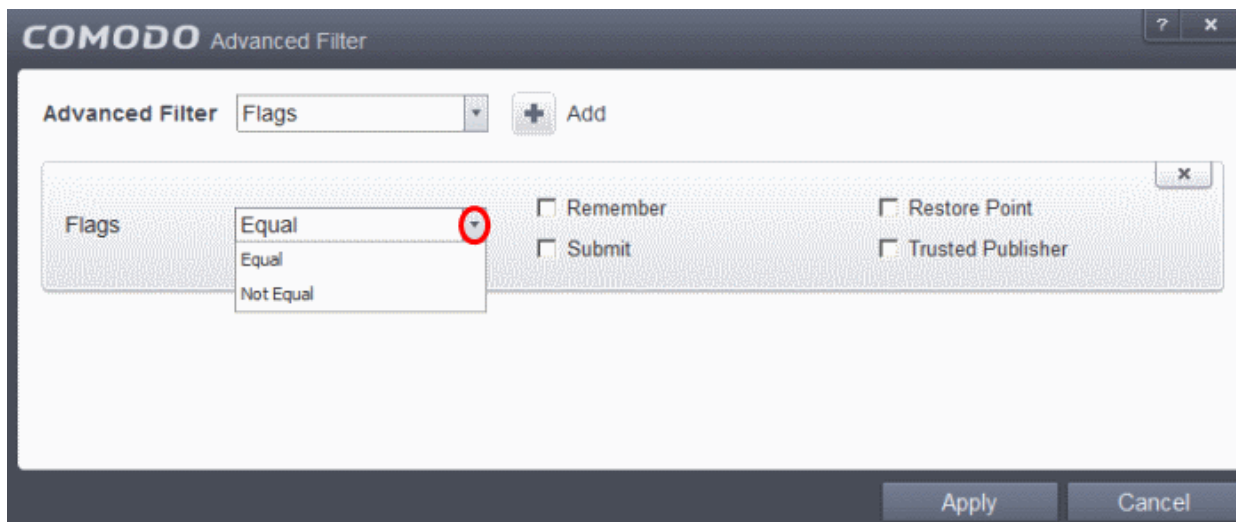 COMODO Advanced Filter ? x
Advanced Filter Flags + Add
x
Flags Equal Remember Restore Point
Equal Submit Trusted Publisher
Not Equal
Apply Cancel